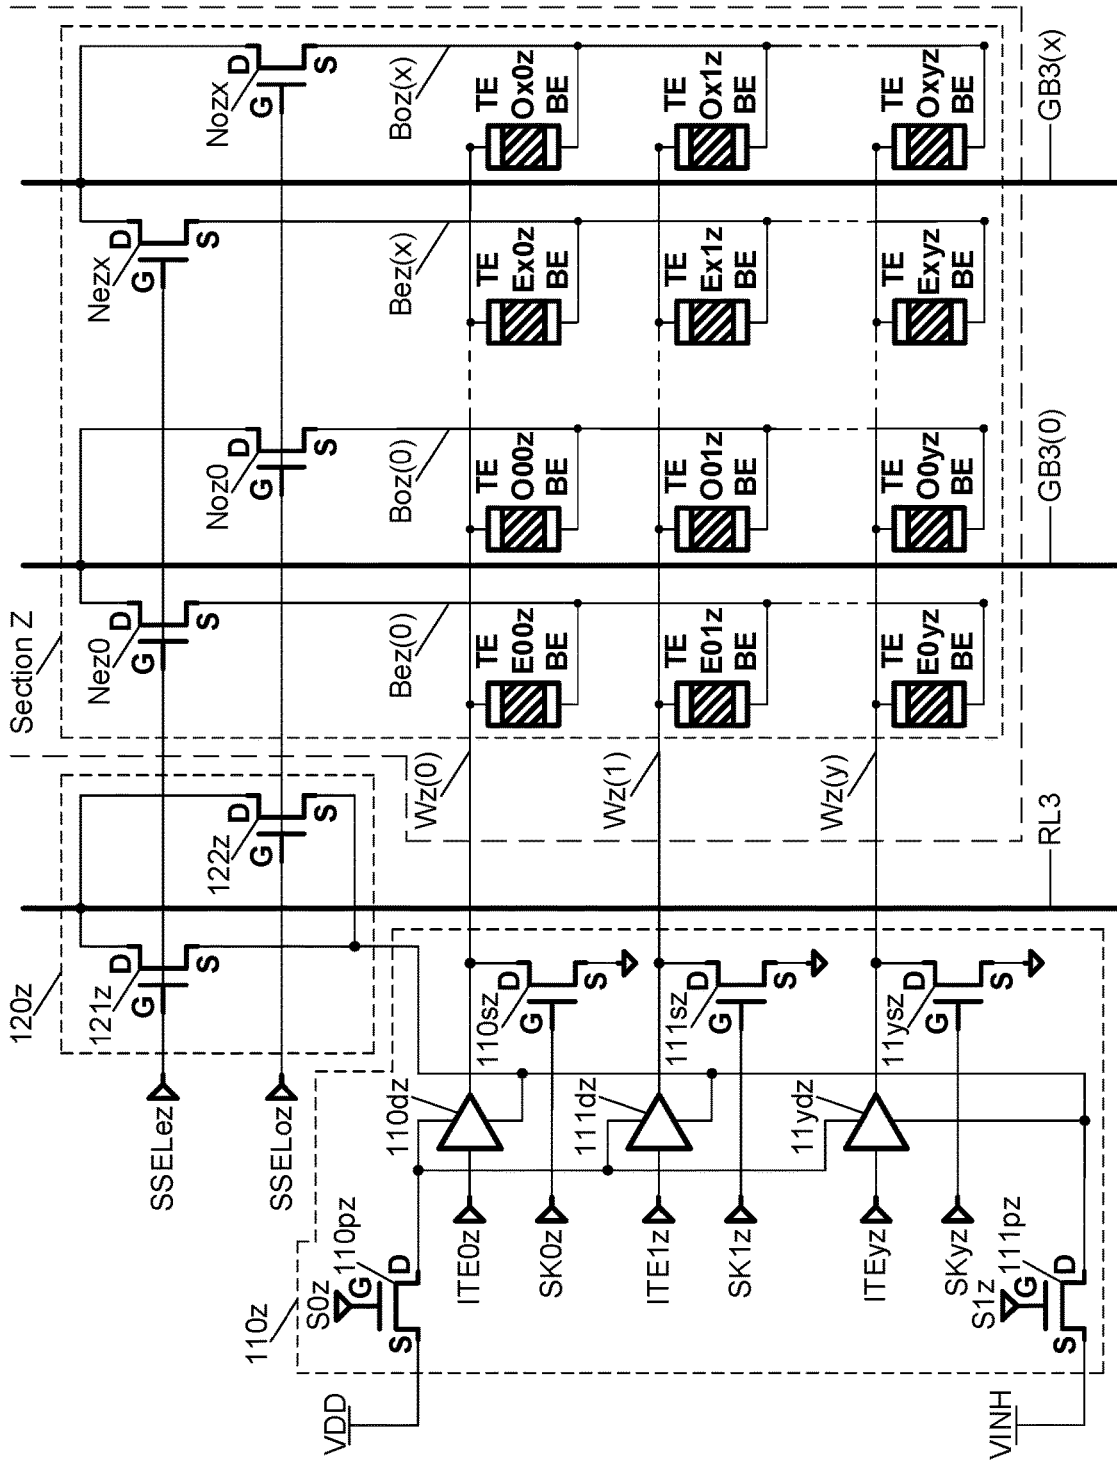 Section Z
120z
121z
D
G
S
122z
D
G
S
Nez0
D
G
S
Noz0
D
G
S
Nezx
D
G
S
Nozx
D
G
S
SSELez
SSELoz
Bez(0)
Boz(0)
Bez(x)
Boz(x)
110z
S0z
G
110pz
S
D
VDD
110dz
ITE0z
SK0z
110sz
D
G
S
Wz(0)
TE
E00z
BE
TE
O00z
BE
TE
Ex0z
BE
TE
Ox0z
BE
111dz
ITE1z
SK1z
111sz
D
G
S
Wz(1)
TE
E01z
BE
TE
O01z
BE
TE
Ex1z
BE
TE
Ox1z
BE
11ydz
ITEyz
SKyz
11ysz
D
G
S
Wz(y)
TE
E0yz
BE
TE
O0yz
BE
TE
Exyz
BE
TE
Oxyz
BE
S1z
G
111pz
S
D
VINH
RL3
GB3(0)
GB3(x)